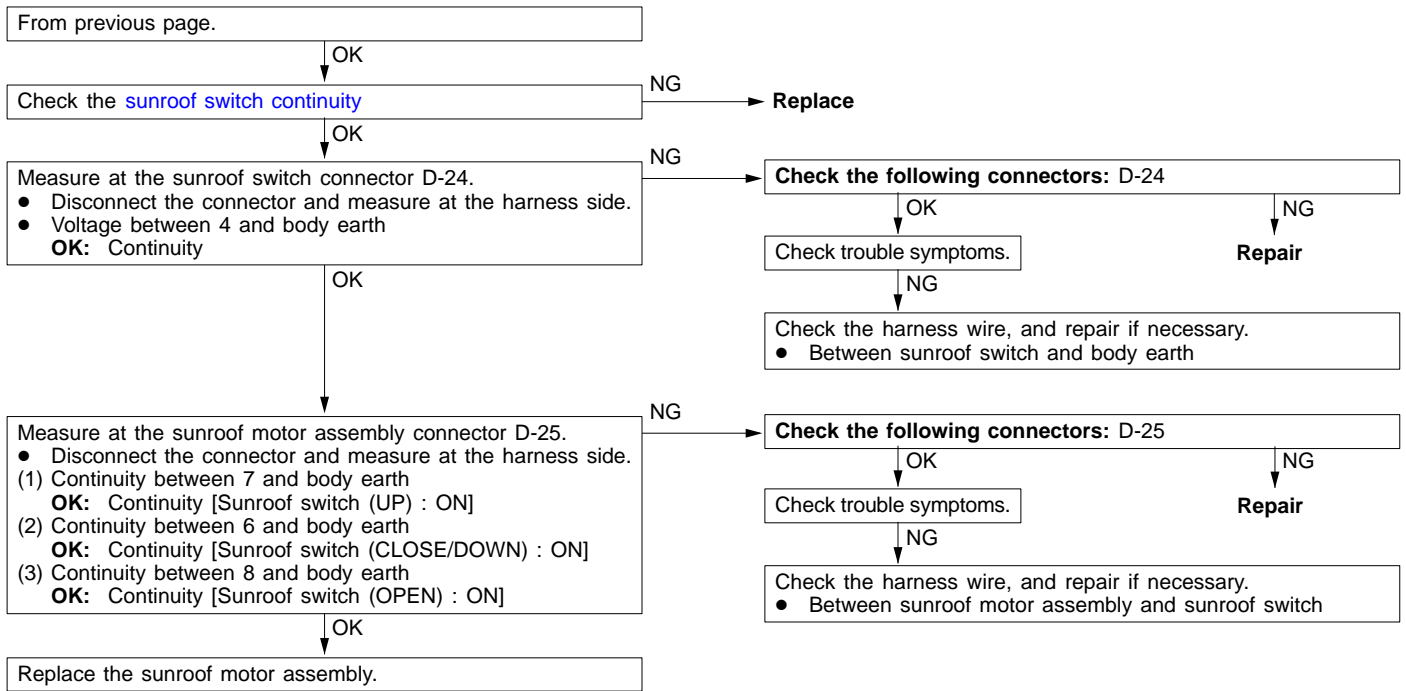 From previous page.
OK
Check the sunroof switch continuity
NG
Replace
OK
Measure at the sunroof switch connector D-24.
● Disconnect the connector and measure at the harness side.
● Voltage between 4 and body earth
OK: Continuity
NG
Check the following connectors: D-24
OK
NG
Check trouble symptoms.
Repair
NG
Check the harness wire, and repair if necessary.
● Between sunroof switch and body earth
OK
Measure at the sunroof motor assembly connector D-25.
● Disconnect the connector and measure at the harness side.
(1) Continuity between 7 and body earth
OK: Continuity [Sunroof switch (UP) : ON]
(2) Continuity between 6 and body earth
OK: Continuity [Sunroof switch (CLOSE/DOWN) : ON]
(3) Continuity between 8 and body earth
OK: Continuity [Sunroof switch (OPEN) : ON]
NG
Check the following connectors: D-25
OK
NG
Check trouble symptoms.
Repair
NG
Check the harness wire, and repair if necessary.
● Between sunroof motor assembly and sunroof switch
OK
Replace the sunroof motor assembly.